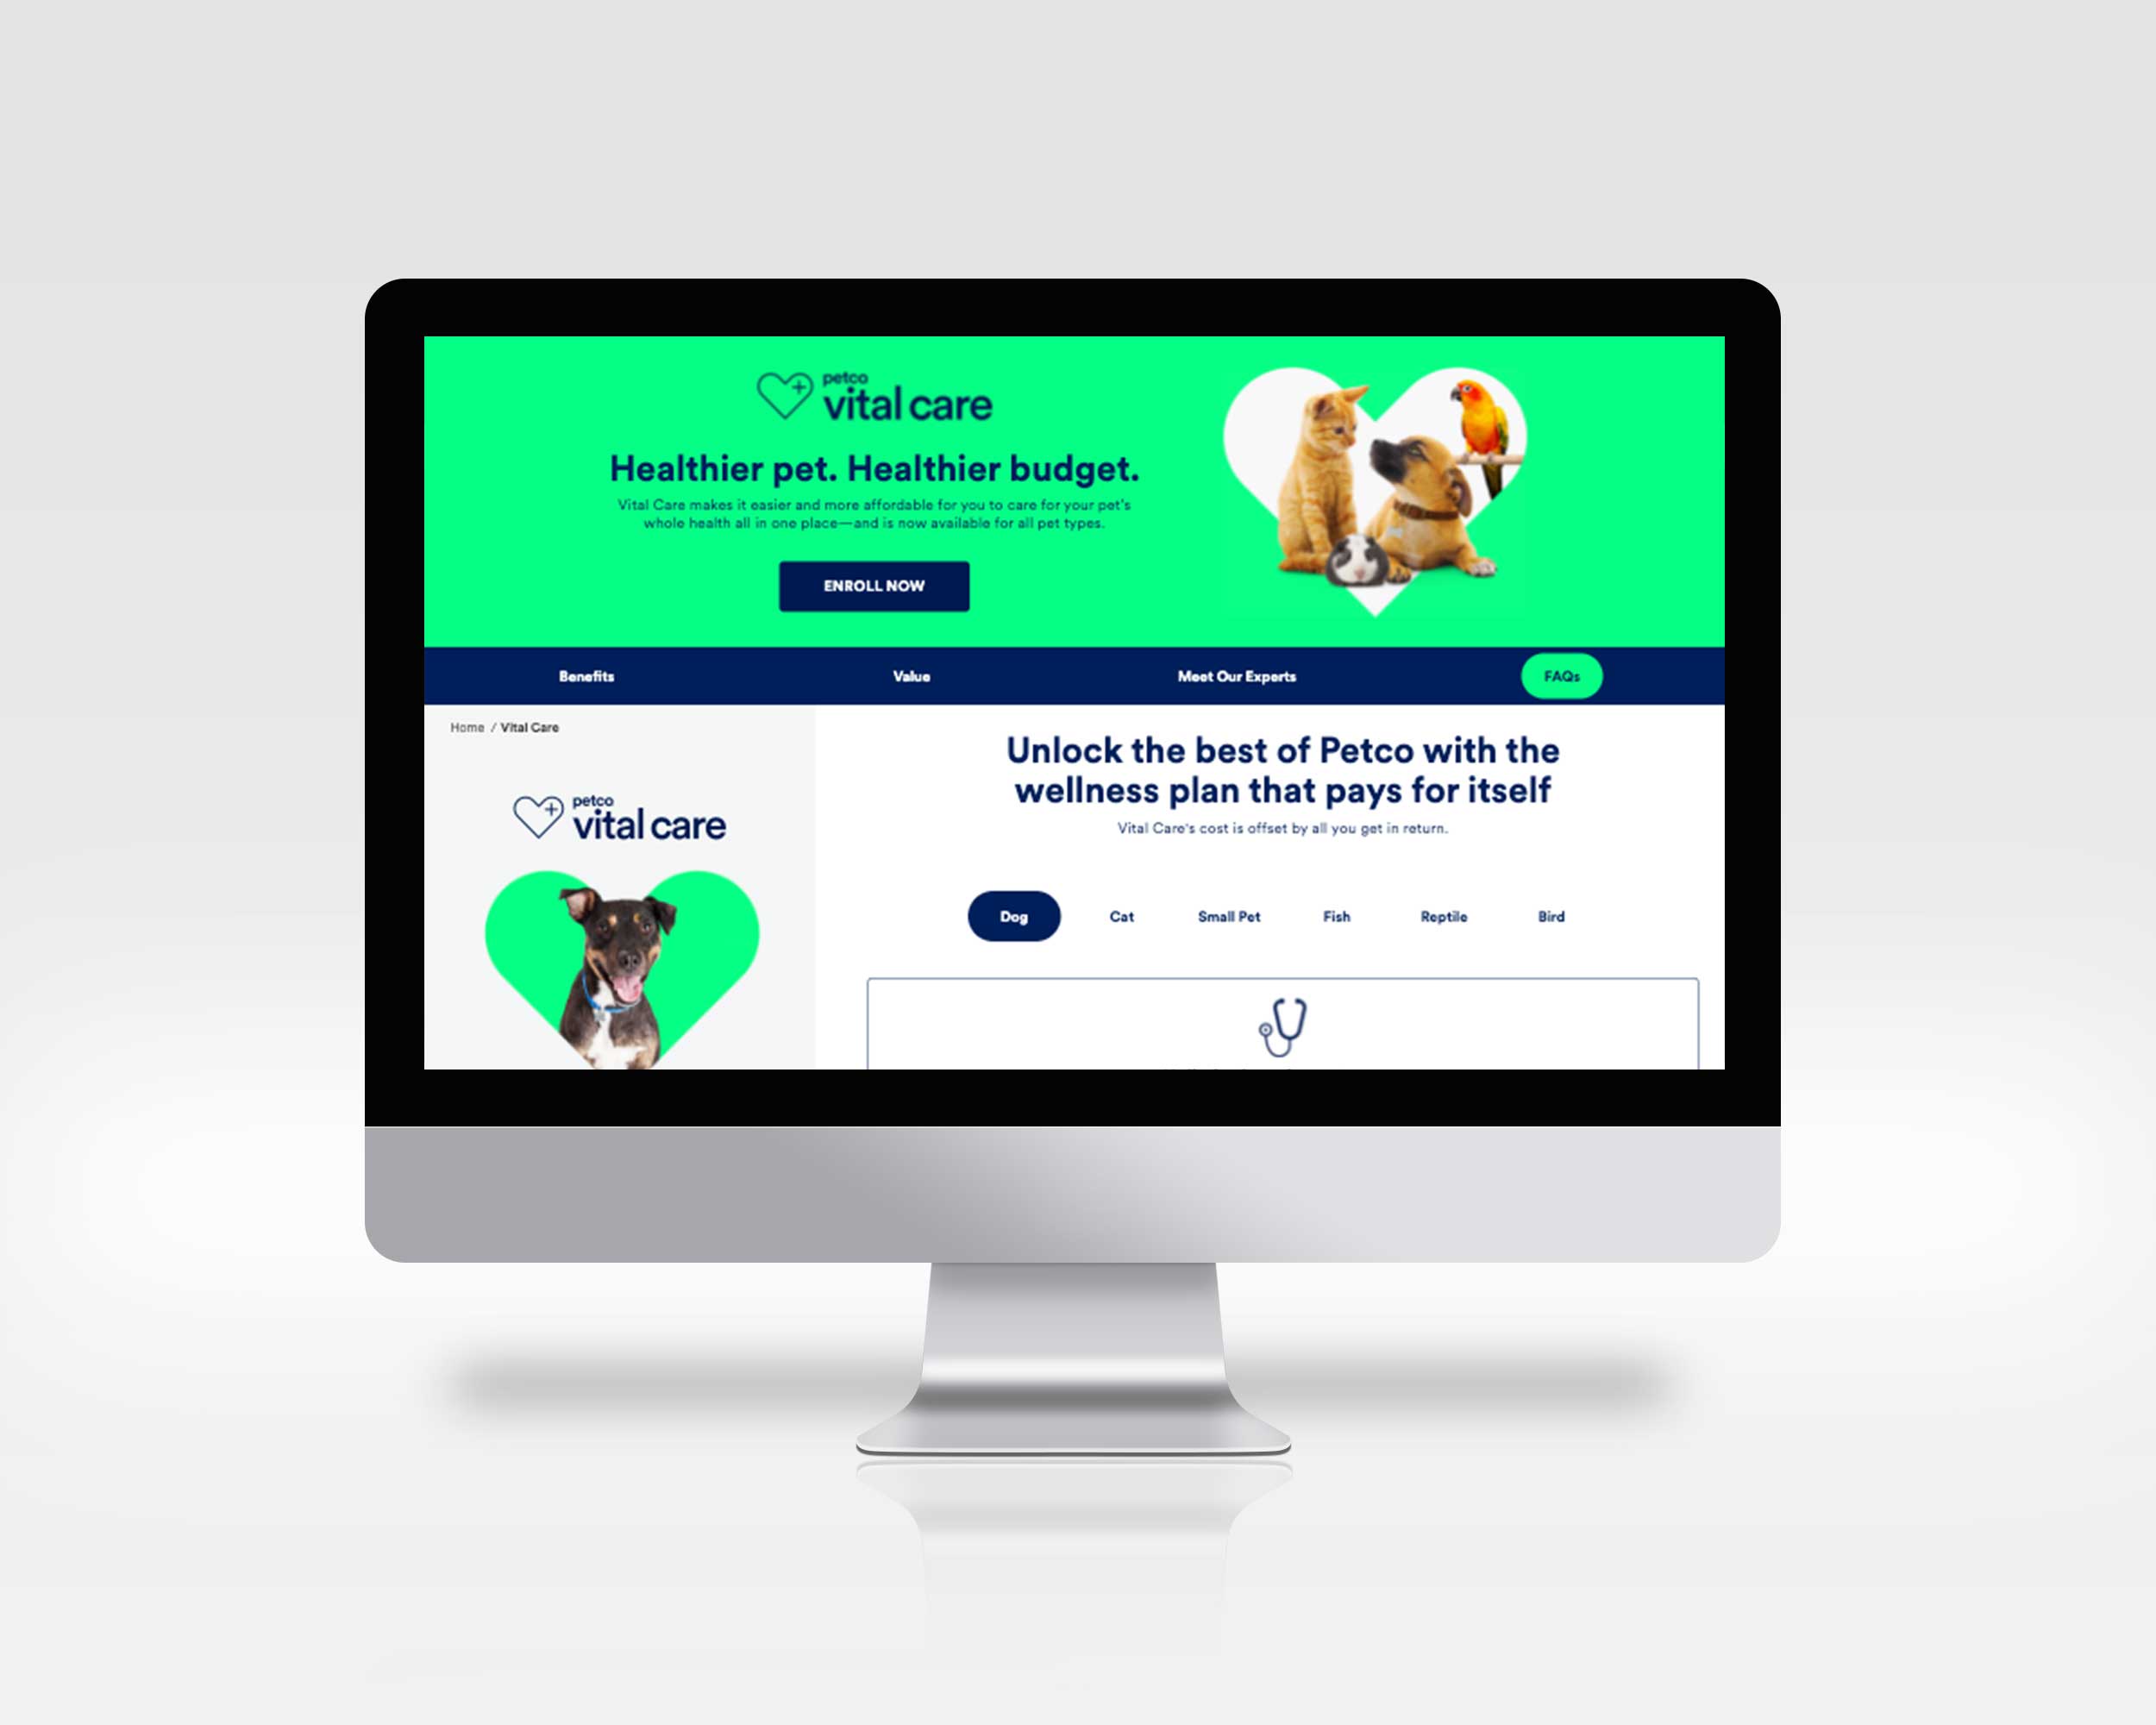 petco
vital care
Healthier pet. Healthier budget.
Vital Care makes it easier and more affordable for you to care for your pet's
whole health all in one place—and is now available for all pet types.
ENROLL NOW
Benefits
Value
Meet Our Experts
FAQs
Home / Vital Care
petco
vital care
Unlock the best of Petco with the
wellness plan that pays for itself
Vital Care's cost is offset by all you get in return.
Dog
Cat
Small Pet
Fish
Reptile
Bird